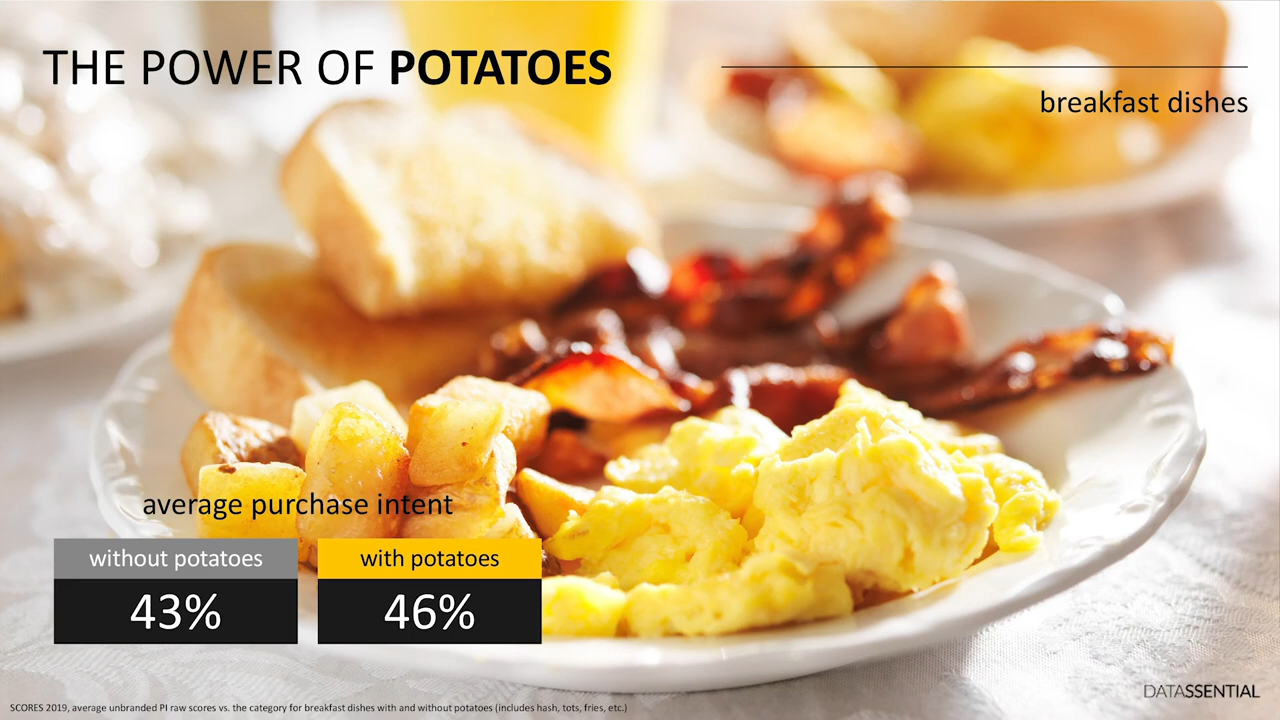 THE POWER OF POTATOES
breakfast dishes
average purchase intent
without potatoes
with potatoes
43%
46%
DATASSENTIAL
SCORES 2019, average unbranded PI raw scores vs. the category for breakfast dishes with and without potatoes (includes hash, tots, fries, etc.)